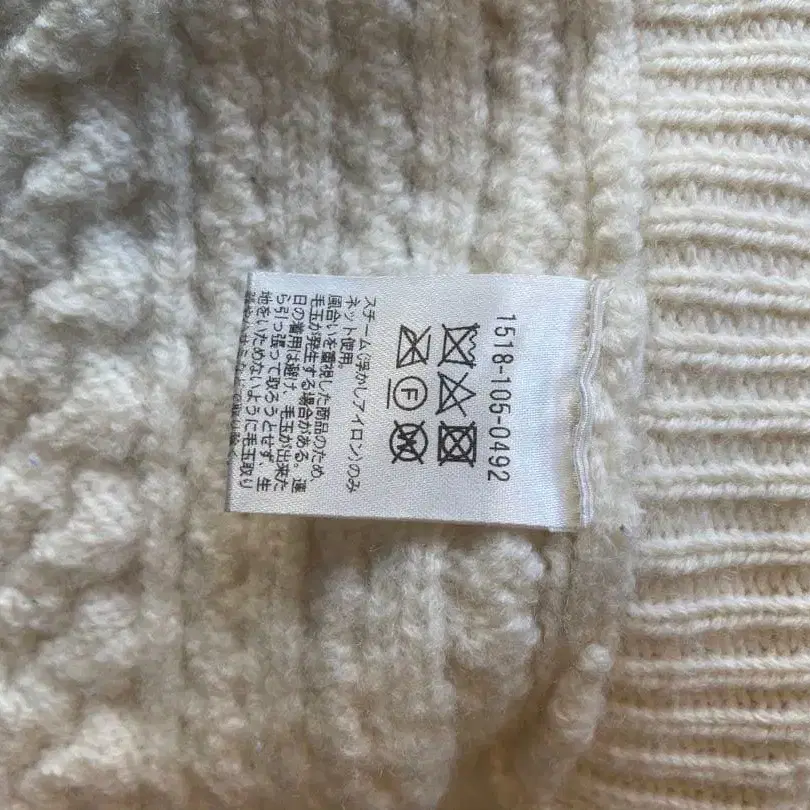 1518-105-0492
F W
スチーム(浮かしアイロン)のみ
ネット使用。
風合いを重視した商品のため、
毛玉が発生する場合がある。連
日の着用は避け、毛玉が出来た
ら引っ張って取ろうとせず、生
地をいためないように毛玉取り